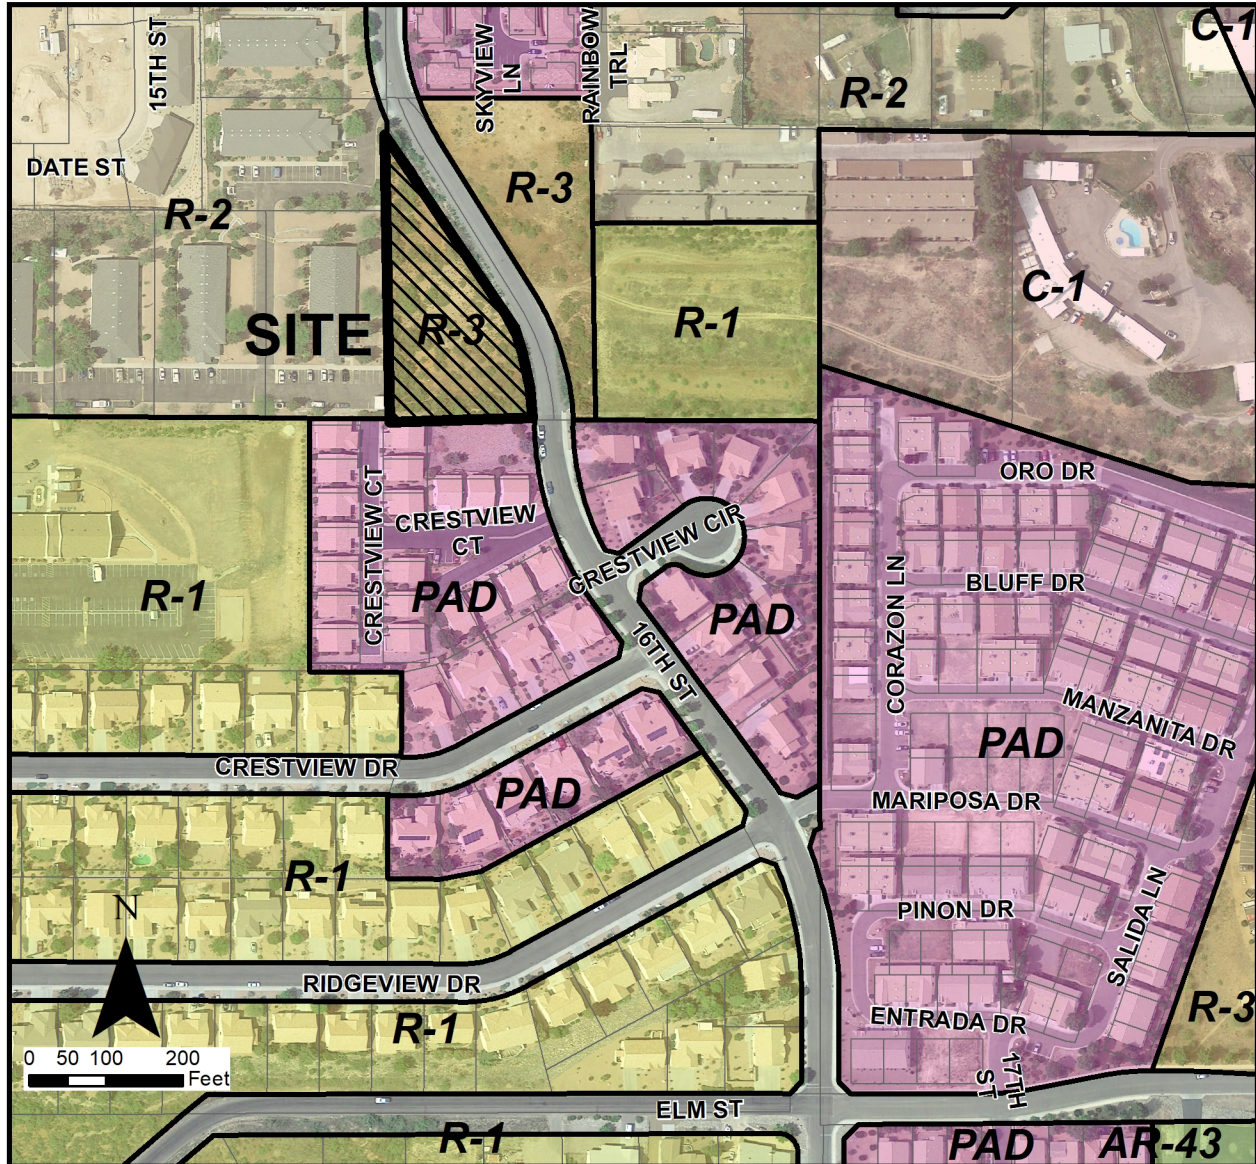 C-1
15TH ST
SKYVIEW
LN
RAINBOW
TRL
R-2
DATE ST
R-2
R-3
SITE
R-3
R-1
C-1
CRESTVIEW CT
CRESTVIEW
CT
CRESTVIEW CIR
ORO DR
BLUFF DR
CORAZON LN
R-1
PAD
PAD
16TH ST
MANZANITA DR
PAD
CRESTVIEW DR
PAD
MARIPOSA DR
R-1
N
PINON DR
SALIDA LN
RIDGEVIEW DR
R-1
ENTRADA DR
R-3
0 50 100 200
Feet
17TH
ST
ELM ST
R-1
PAD
AR-43